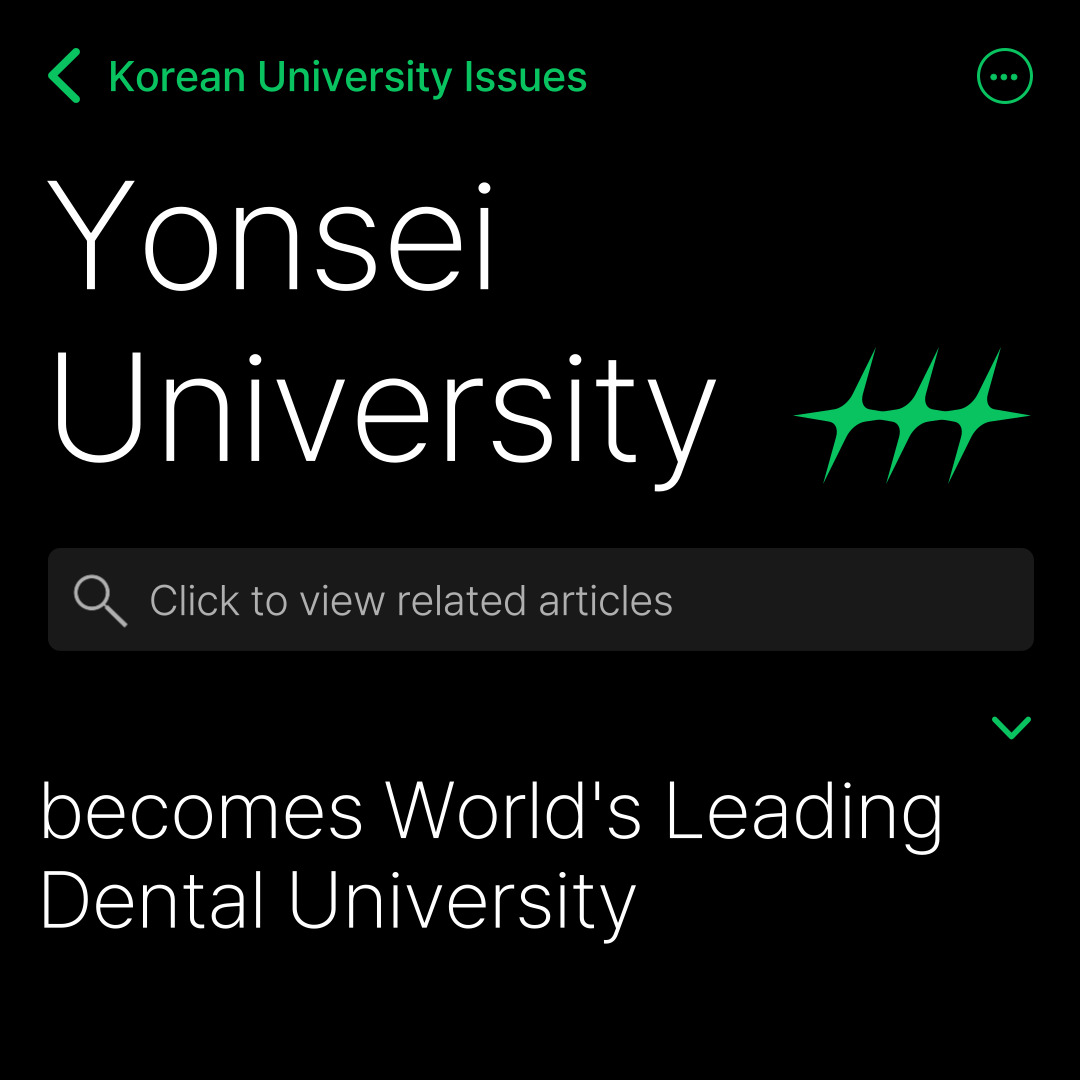 Korean University Issues
Yonsei
University
Click to view related articles
becomes World's Leading
Dental University